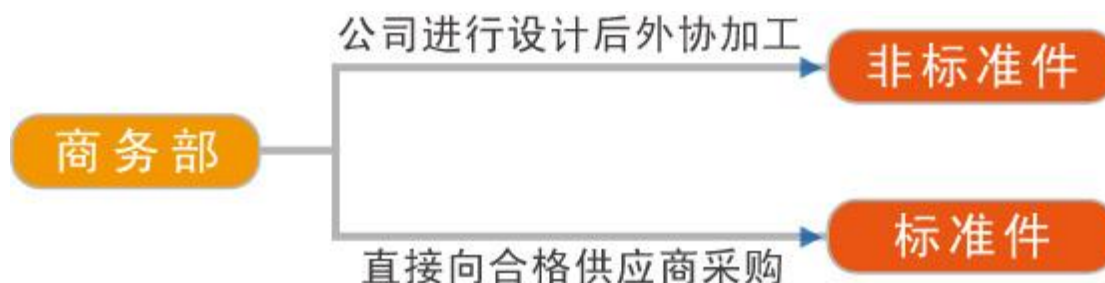 公司进行设计后外协加工
非标准件
商务部
标准件
直接向合格供应商采购